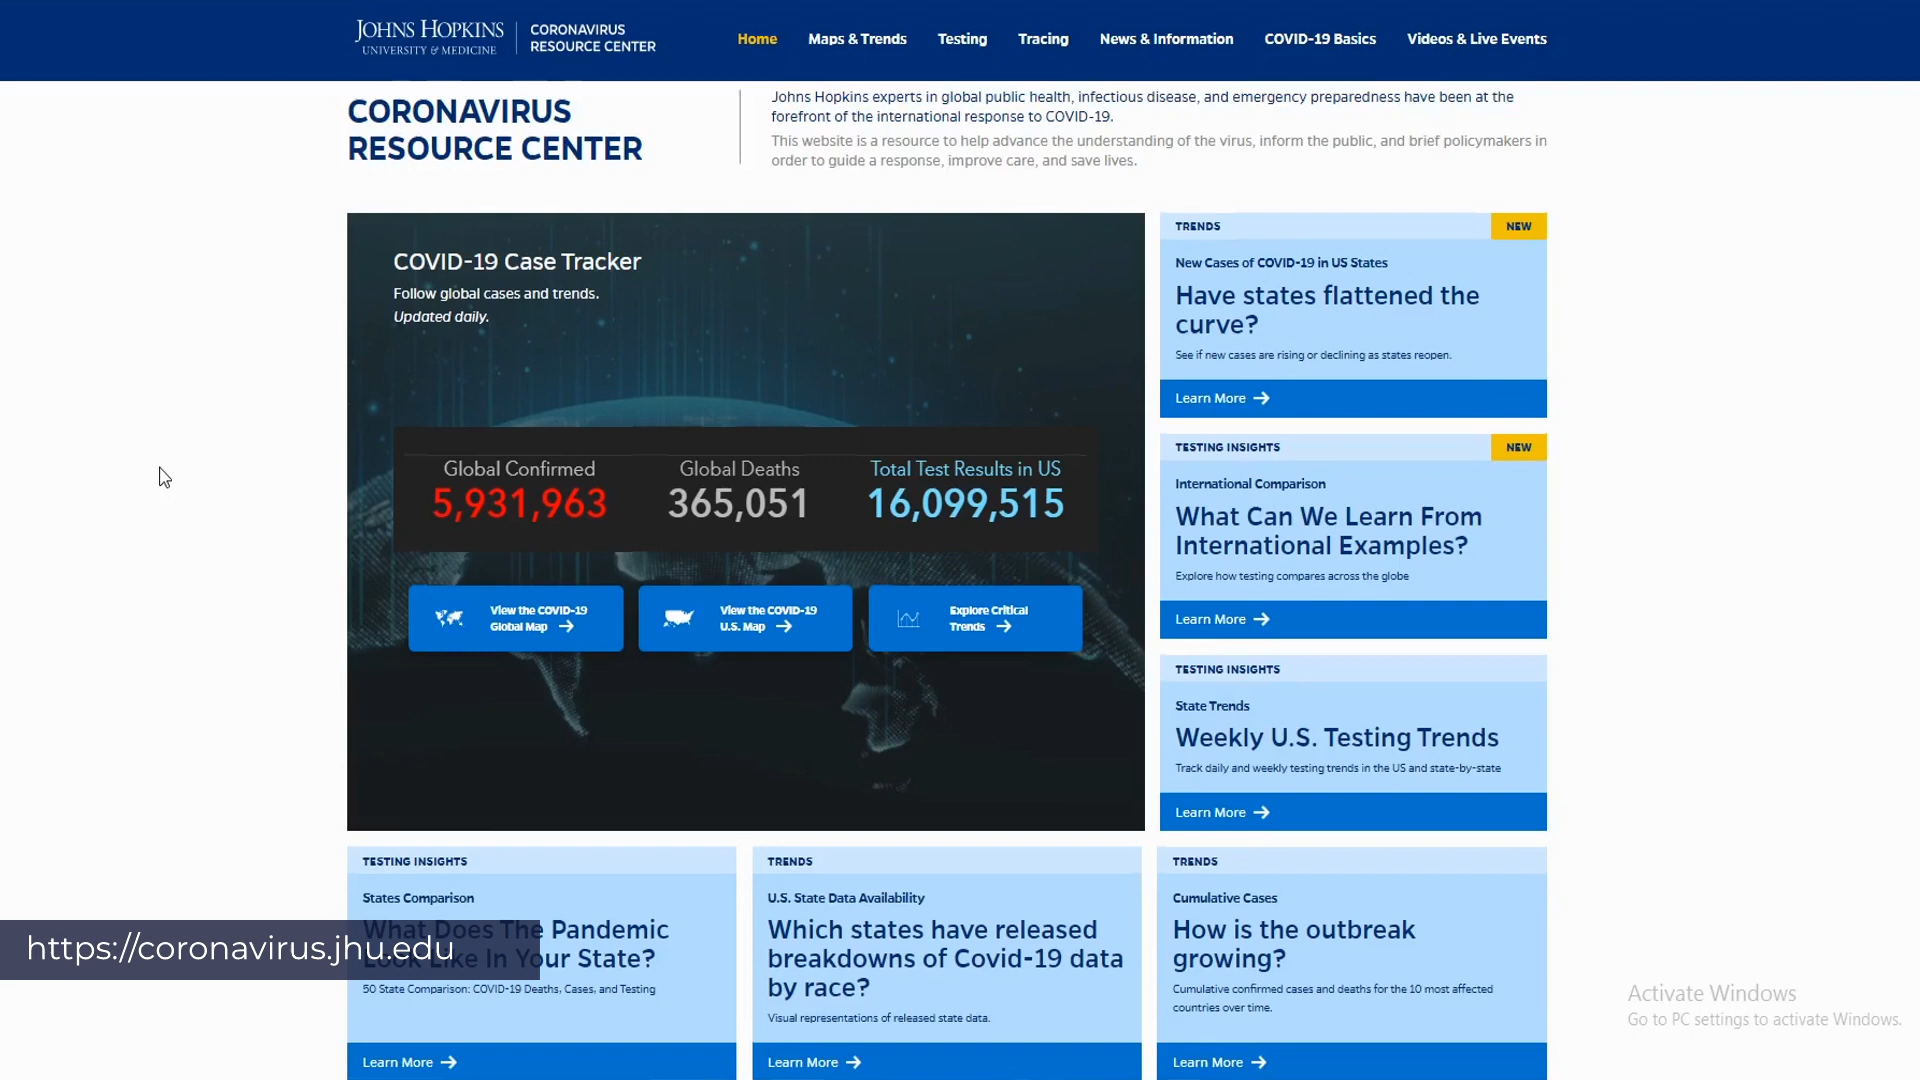 JOHNS HOPKINS
UNIVERSITY & MEDICINE
CORONAVIRUS
RESOURCE CENTER
Home
Maps & Trends
Testing
Tracing
News & Information
COVID-19 Basics
Videos & Live Events
CORONAVIRUS
RESOURCE CENTER
Johns Hopkins experts in global public health, infectious disease, and emergency preparedness have been at the
forefront of the international response to COVID-19.
This website is a resource to help advance the understanding of the virus, inform the public, and brief policymakers in
order to guide a response, improve care, and save lives.
COVID-19 Case Tracker
Follow global cases and trends.
Updated daily.
Global Confirmed
5,931,963
Global Deaths
365,051
Total Test Results in US
16,099,515
View the COVID-19
Global Map
View the COVID-19
U.S. Map
Explore Critical
Trends
TRENDS
NEW
New Cases of COVID-19 in US States
Have states flattened the
curve?
See if new cases are rising or declining as states reopen.
Learn More
TESTING INSIGHTS
NEW
International Comparison
What Can We Learn From
International Examples?
Explore how testing compares across the globe
Learn More
TESTING INSIGHTS
State Trends
Weekly U.S. Testing Trends
Track daily and weekly testing trends in the US and state-by-state
Learn More
TESTING INSIGHTS
States Comparison
What Does The Pandemic
Look Like In Your State?
50 State Comparison: COVID-19 Deaths, Cases, and Testing
Learn More
TRENDS
U.S. State Data Availability
Which states have released
breakdowns of Covid-19 data
by race?
Visual representations of released state data.
Learn More
TRENDS
Cumulative Cases
How is the outbreak
growing?
Cumulative confirmed cases and deaths for the 10 most affected
countries over time.
Learn More
https://coronavirus.jhu.edu
Activate Windows
Go to PC settings to activate Windows.